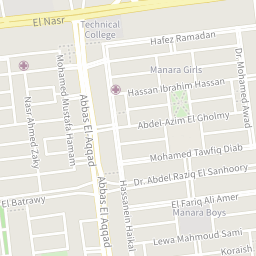 El Nasr
Technical
College
Hafez Ramadan
Manara Girls
Dr. Mohamed Awad
Hassan Ibrahim Hassan
Mohamed Mustafa Hamam
Nasr Ahmed Zaky
Abbas El Aqqad
Abdel-Azim El Gholmy
Mohamed Tawfiq Diab
Dr. Abdel Raziq El Sanhoory
El Batrawy
Abbas El Aqqad
Hassanein Haikal
El Fariq Ali Amer
Manara Boys
Lewa Mahmoud Sami
Koraish